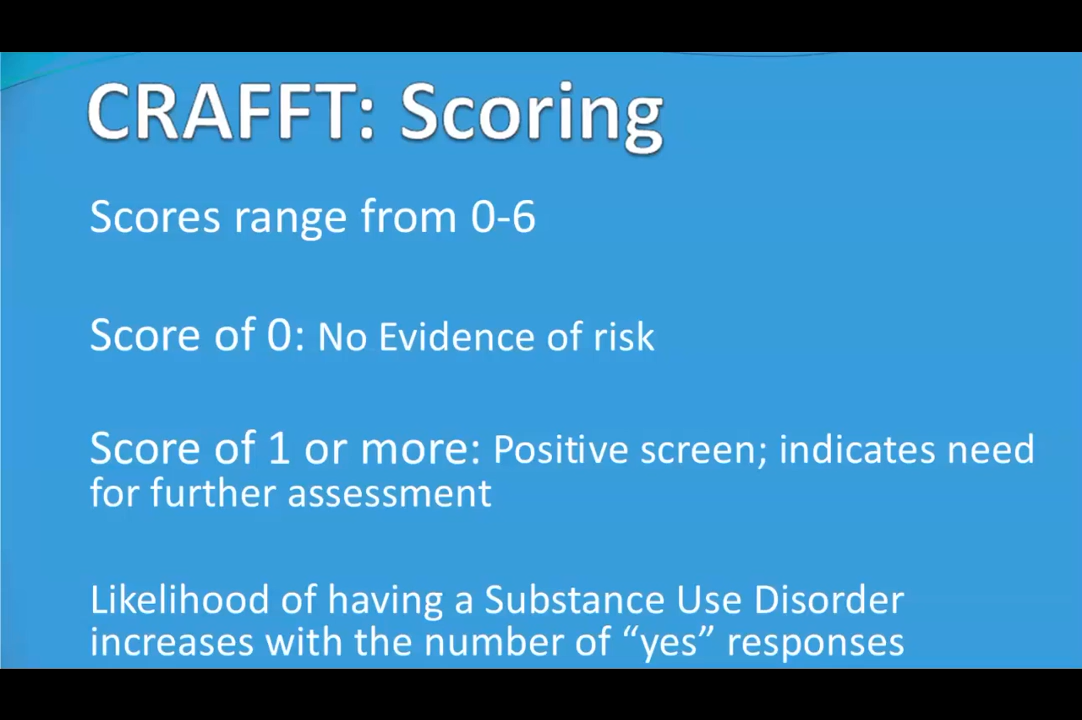 CRAFFT: Scoring
Scores range from 0-6
Score of 0: No Evidence of risk
Score of 1 or more: Positive screen; indicates need
for further assessment
Likelihood of having a Substance Use Disorder
increases with the number of “yes” responses